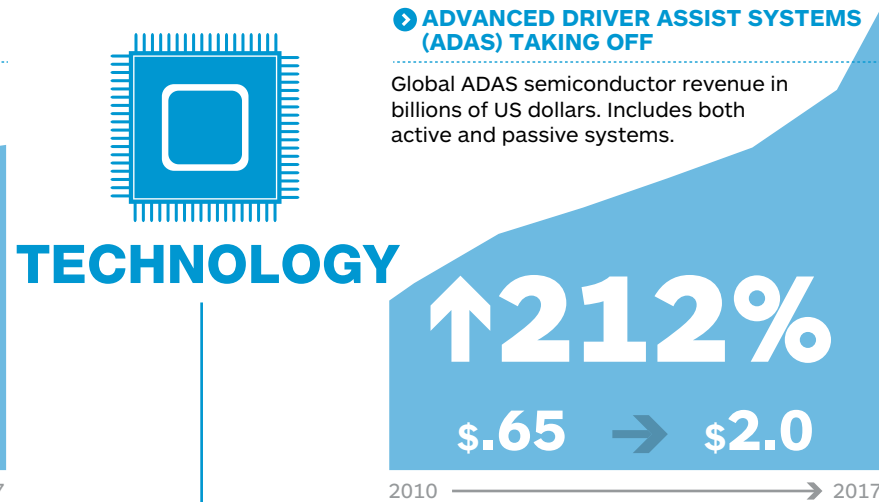 ADVANCED DRIVER ASSIST SYSTEMS
(ADAS) TAKING OFF
Global ADAS semiconductor revenue in
billions of US dollars. Includes both
active and passive systems.
TECHNOLOGY
212%
$.65 → $2.0
2010 → 2017